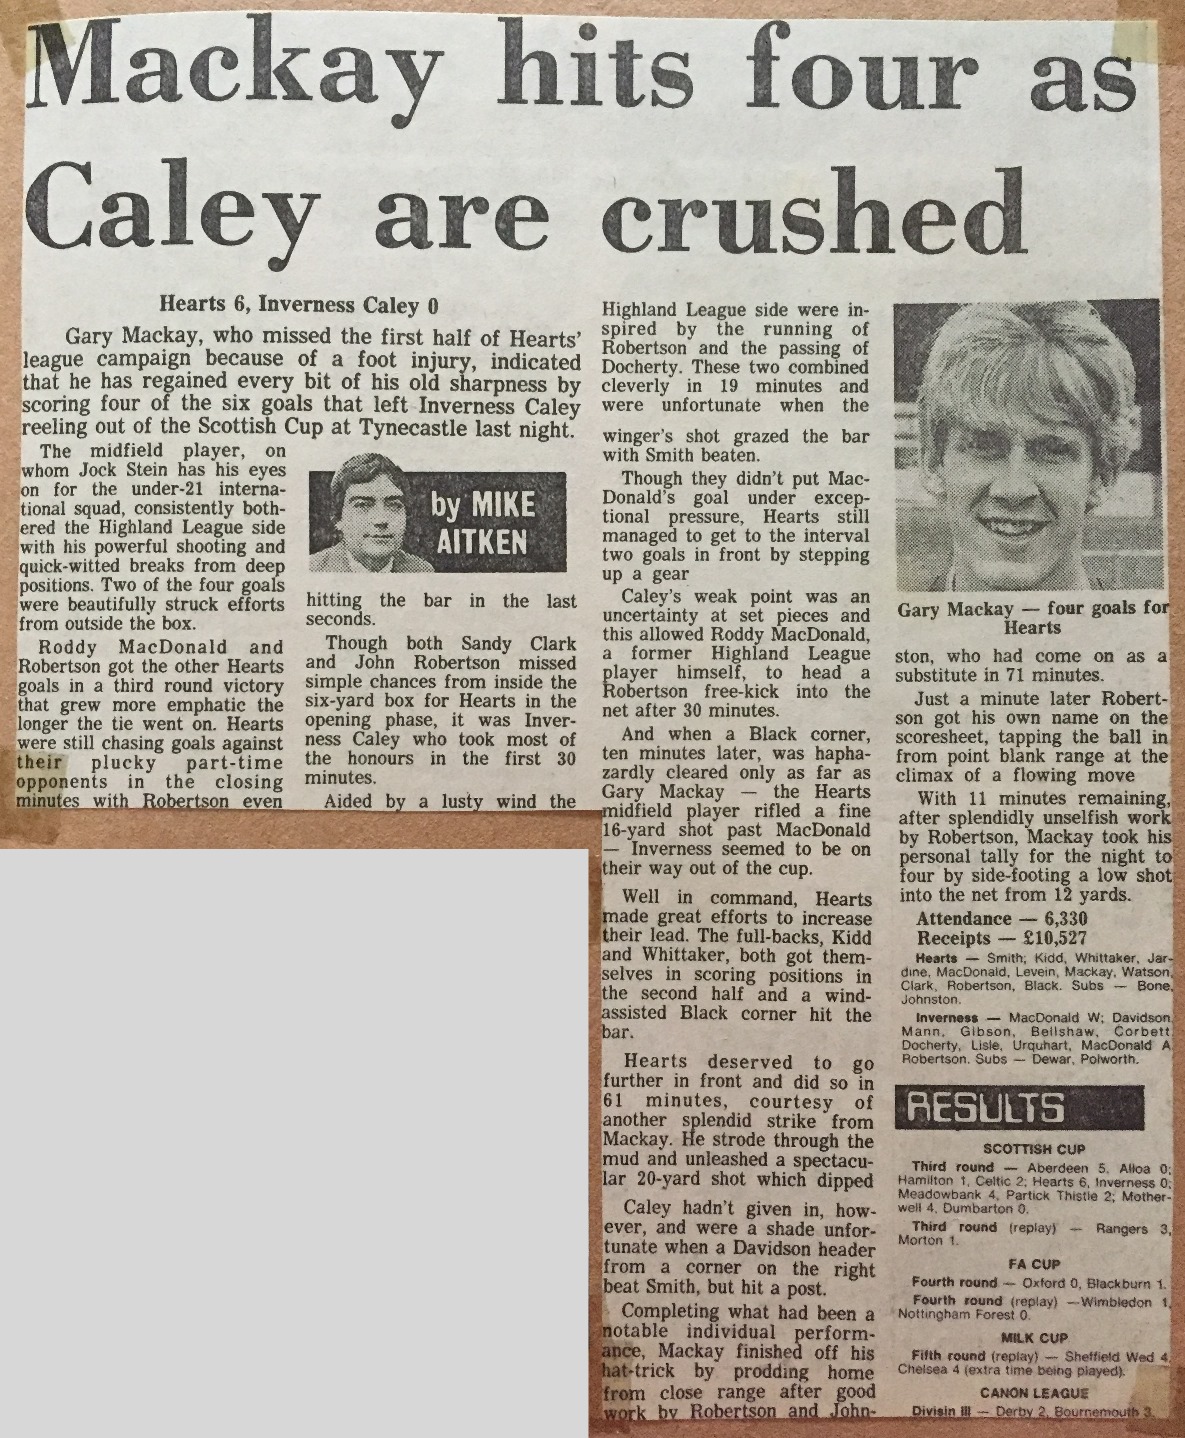 Mackay hits four as
Caley are crushed
Hearts 6, Inverness Caley 0
Gary Mackay, who missed the first half of Hearts'
league campaign because of a foot injury, indicated
that he has regained every bit of his old sharpness by
scoring four of the six goals that left Inverness Caley
reeling out of the Scottish Cup at Tynecastle last night.
The midfield player, on
whom Jock Stein has his eyes
on for the under-21 interna-
tional squad, consistently both-
ered the Highland League side
with his powerful shooting and
quick-witted breaks from deep
positions. Two of the four goals
were beautifully struck efforts
from outside the box.
Roddy MacDonald and
Robertson got the other Hearts
goals in a third round victory
that grew more emphatic the
longer the tie went on. Hearts
were still chasing goals against
their plucky part-time
opponents in the closing
minutes with Robertson even
by MIKE
AITKEN
hitting the bar in the last
seconds.
Though both Sandy Clark
and John Robertson missed
simple chances from inside the
six-yard box for Hearts in the
opening phase, it was Inver-
ness Caley who took most of
the honours in the first 30
minutes.
Aided by a lusty wind the
Highland League side were in-
spired by the running of
Robertson and the passing of
Docherty. These two combined
cleverly in 19 minutes and
were unfortunate when the
winger's shot grazed the bar
with Smith beaten.
Though they didn't put Mac-
Donald's goal under excep-
tional pressure, Hearts still
managed to get to the interval
two goals in front by stepping
up a gear
Caley's weak point was an
uncertainty at set pieces and
this allowed Roddy MacDonald,
a former Highland League
player himself, to head a
Robertson free-kick into the
net after 30 minutes.
And when a Black corner,
ten minutes later, was hapha-
zardly cleared only as far as
Gary Mackay — the Hearts
midfield player rifled a fine
16-yard shot past MacDonald
— Inverness seemed to be on
their way out of the cup.
Well in command, Hearts
made great efforts to increase
their lead. The full-backs, Kidd
and Whittaker, both got them-
selves in scoring positions in
the second half and a wind-
assisted Black corner hit the
bar.
Hearts deserved to go
further in front and did so in
61 minutes, courtesy of
another splendid strike from
Mackay. He strode through the
mud and unleashed a spectacu-
lar 20-yard shot which dipped
Caley hadn't given in, how-
ever, and were a shade unfor-
tunate when a Davidson header
from a corner on the right
beat Smith, but hit a post.
Completing what had been a
notable individual perform-
ance, Mackay finished off his
hat-trick by prodding home
from close range after good
work by Robertson and John-
Gary Mackay — four goals for
Hearts
ston, who had come on as a
substitute in 71 minutes.
Just a minute later Robert-
son got his own name on the
scoresheet, tapping the ball in
from point blank range at the
climax of a flowing move
With 11 minutes remaining,
after splendidly unselfish work
by Robertson, Mackay took his
personal tally for the night to
four by side-footing a low shot
into the net from 12 yards.
Attendance — 6,330
Receipts — £10,527
Hearts — Smith; Kidd, Whittaker, Jar-
dine, MacDonald, Levein, Mackay, Watson,
Clark, Robertson, Black. Subs — Bone,
Johnston.
Inverness — MacDonald W; Davidson,
Mann, Gibson, Bellshaw, Corbett,
Docherty, Lisle, Urquhart, MacDonald A
Robertson. Subs — Dewar, Polworth.
RESULTS
SCOTTISH CUP
Third round — Aberdeen 5, Alloa 0;
Hamilton 1, Celtic 2; Hearts 6, Inverness 0;
Meadowbank 4, Partick Thistle 2; Mother-
well 4, Dumbarton 0.
Third round (replay) — Rangers 3,
Morton 1.
FA CUP
Fourth round — Oxford 0, Blackburn 1.
Fourth round (replay) —Wimbledon 1,
Nottingham Forest 0.
MILK CUP
Fifth round (replay) — Sheffield Wed 4,
Chelsea 4 (extra time being played).
CANON LEAGUE
Divisin III — Derby 2, Bournemouth 3.